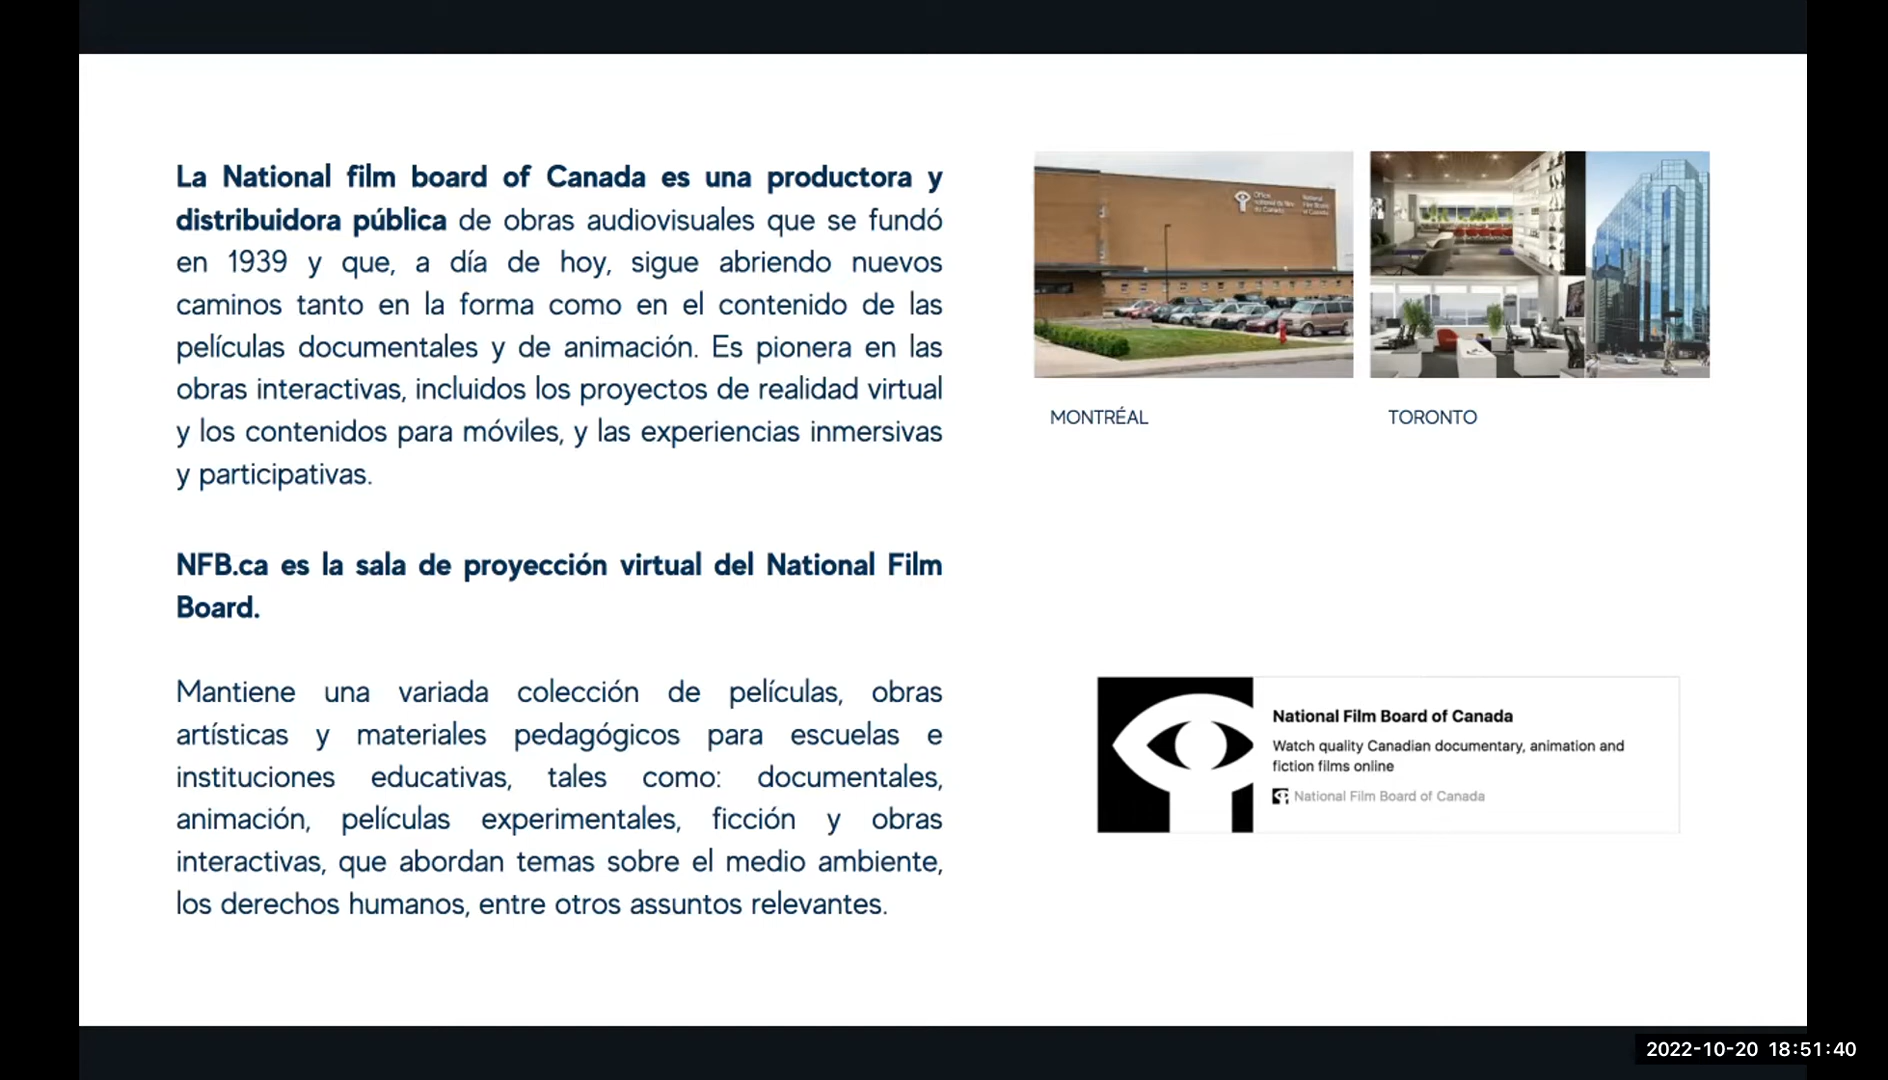 La National film board of Canada es una productora y
distribuidora pública de obras audiovisuales que se fundó
en 1939 y que, a día de hoy, sigue abriendo nuevos
caminos tanto en la forma como en el contenido de las
películas documentales y de animación. Es pionera en las
obras interactivas, incluidos los proyectos de realidad virtual
y los contenidos para móviles, y las experiencias inmersivas
y participativas.
NFB.ca es la sala de proyección virtual del National Film
Board.
Mantiene una variada colección de películas, obras
artísticas y materiales pedagógicos para escuelas e
instituciones educativas, tales como: documentales,
animación, películas experimentales, ficción y obras
interactivas, que abordan temas sobre el medio ambiente,
los derechos humanos, entre otros asuntos relevantes.
MONTRÉAL
TORONTO
National Film Board of Canada
Watch quality Canadian documentary, animation and
fiction films online
National Film Board of Canada
2022-10-20 18:51:40